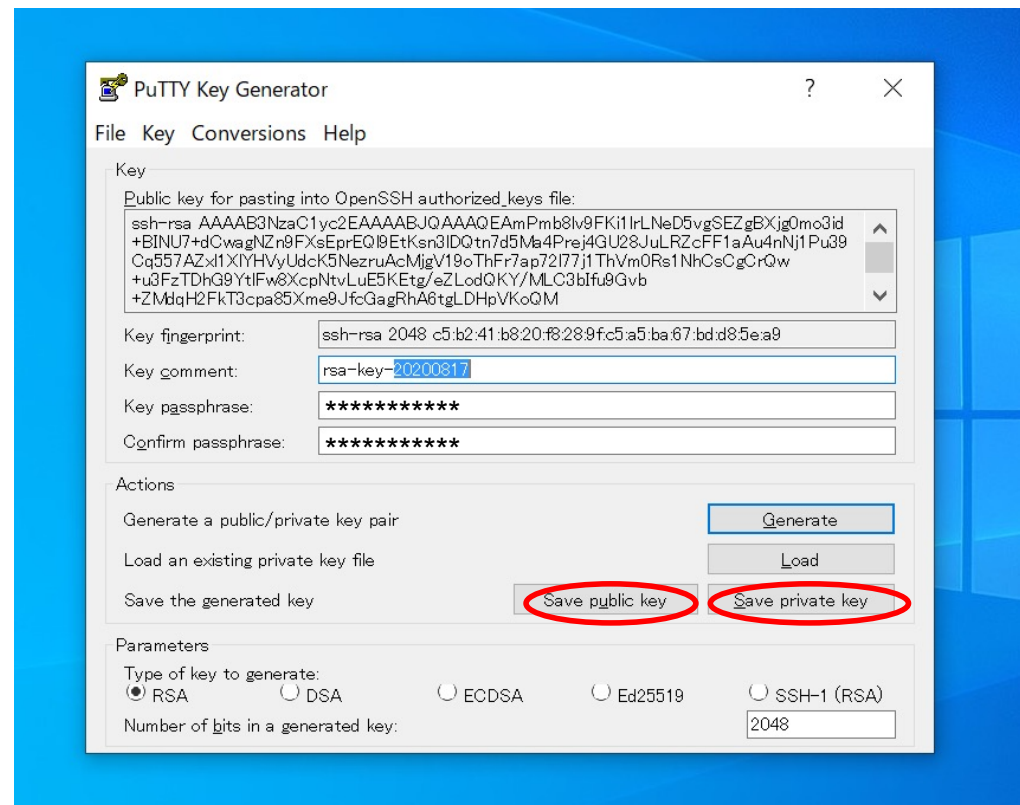 PuTTY Key Generator
?
File Key Conversions Help
Key
Public key for pasting into OpenSSH authorized_keys file:
ssh-rsa AAAAB3NzaC1yc2EAAAABJQAAAQEAmPmb8lv9FKi1IrLNeD5vgSEZgBXjg0mo3id
+BINU7+dCwagNZn9FXsEprEQI9EtKsn3lDQtn7d5Ma4Prej4GU28JuLRZcFF1aAu4nNj1Pu39
Cq557AZxl1XIYHVyUdcK5NezruAcMjgV19oThFr7ap72I77j1ThVm0Rs1NhCsCgCrQw
+u3FzTDhG9YtIFw8XcpNtvLuE5KEtg/eZLodQKY/MLC3bIfu9Gvb
+ZMdqH2FkT3cpa85Xme9JfcGagRhA6tgLDHpVKoQM
Key fingerprint:
ssh-rsa 2048 c5:b2:41:b8:20:f8:28:9f:c5:a5:ba:67:bd:d8:5e:a9
Key comment:
rsa-key-20200817
Key passphrase:
***********
Confirm passphrase:
***********
Actions
Generate a public/private key pair
Generate
Load an existing private key file
Load
Save the generated key
Save public key
Save private key
Parameters
Type of key to generate:
RSA DSA ECDSA Ed25519 SSH-1 (RSA)
Number of bits in a generated key:
2048